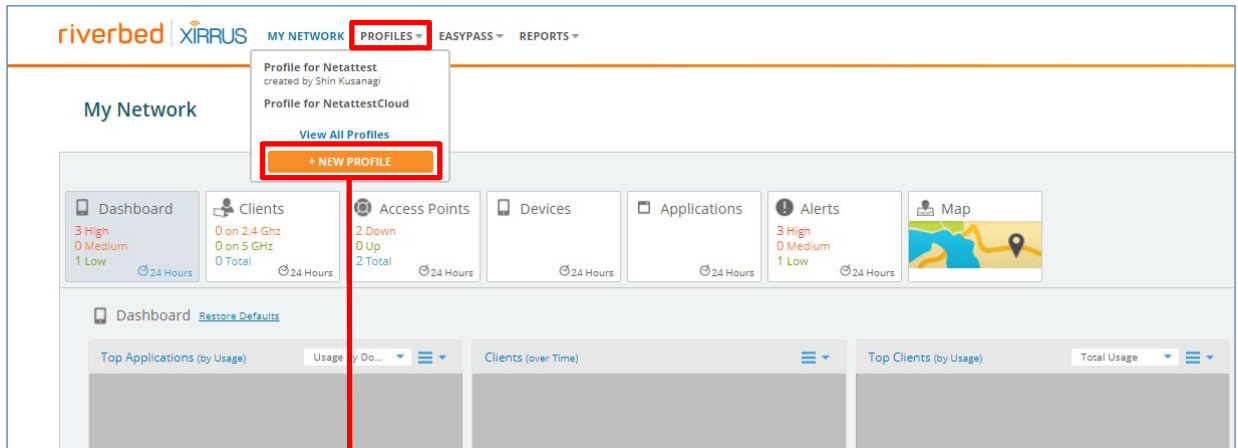 riverbed XIRRUS MY NETWORK PROFILES EASYPASS REPORTS
Profile for Netattest
created by Shin Kusanagi
Profile for NetattestCloud
View All Profiles
+ NEW PROFILE
My Network
Dashboard
3 High
0 Medium
1 Low
24 Hours
Clients
0 on 2.4 Ghz
0 on 5 GHz
0 Total
24 Hours
Access Points
2 Down
0 Up
2 Total
24 Hours
Devices
24 Hours
Applications
24 Hours
Alerts
3 High
0 Medium
1 Low
24 Hours
Map
Dashboard Restore Defaults
Top Applications (by Usage) Usage by Do...
Clients (over Time)
Top Clients (by Usage) Total Usage